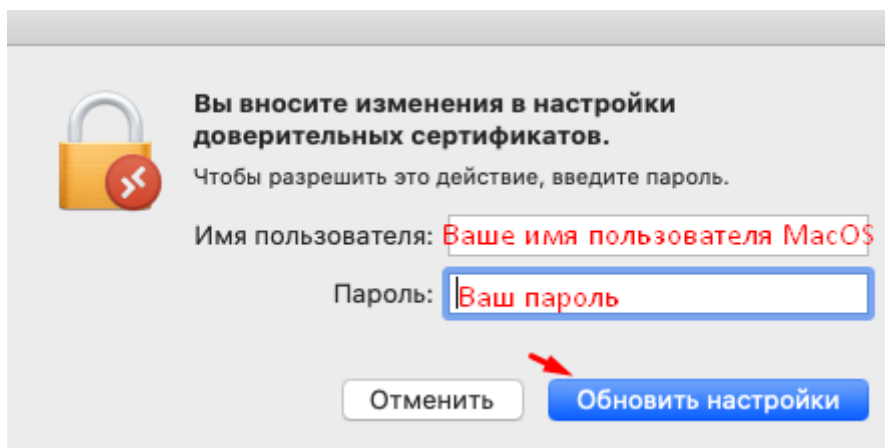 Вы вносите изменения в настройки
доверительных сертификатов.
Чтобы разрешить это действие, введите пароль.
Имя пользователя: Ваше имя пользователя MacOS
Пароль: Ваш пароль
Отменить Обновить настройки